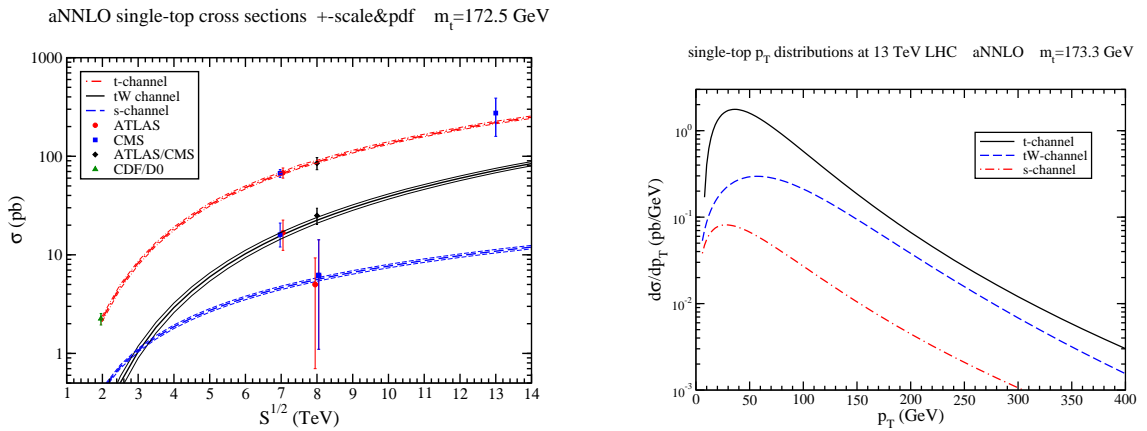 aNNLO single-top cross sections +-scale&pdf m_t=172.5 GeV
1000
100
10
1
σ (pb)
t-channel
tW channel
s-channel
ATLAS
CMS
ATLAS/CMS
CDF/D0
1 2 3 4 5 6 7 8 9 10 11 12 13 14
S^{1/2} (TeV)
single-top p_T distributions at 13 TeV LHC aNNLO m_t=173.3 GeV
10^0
10^{-1}
10^{-2}
10^{-3}
dσ/dp_T (pb/GeV)
t-channel
tW-channel
s-channel
0 50 100 150 200 250 300 350 400
p_T (GeV)